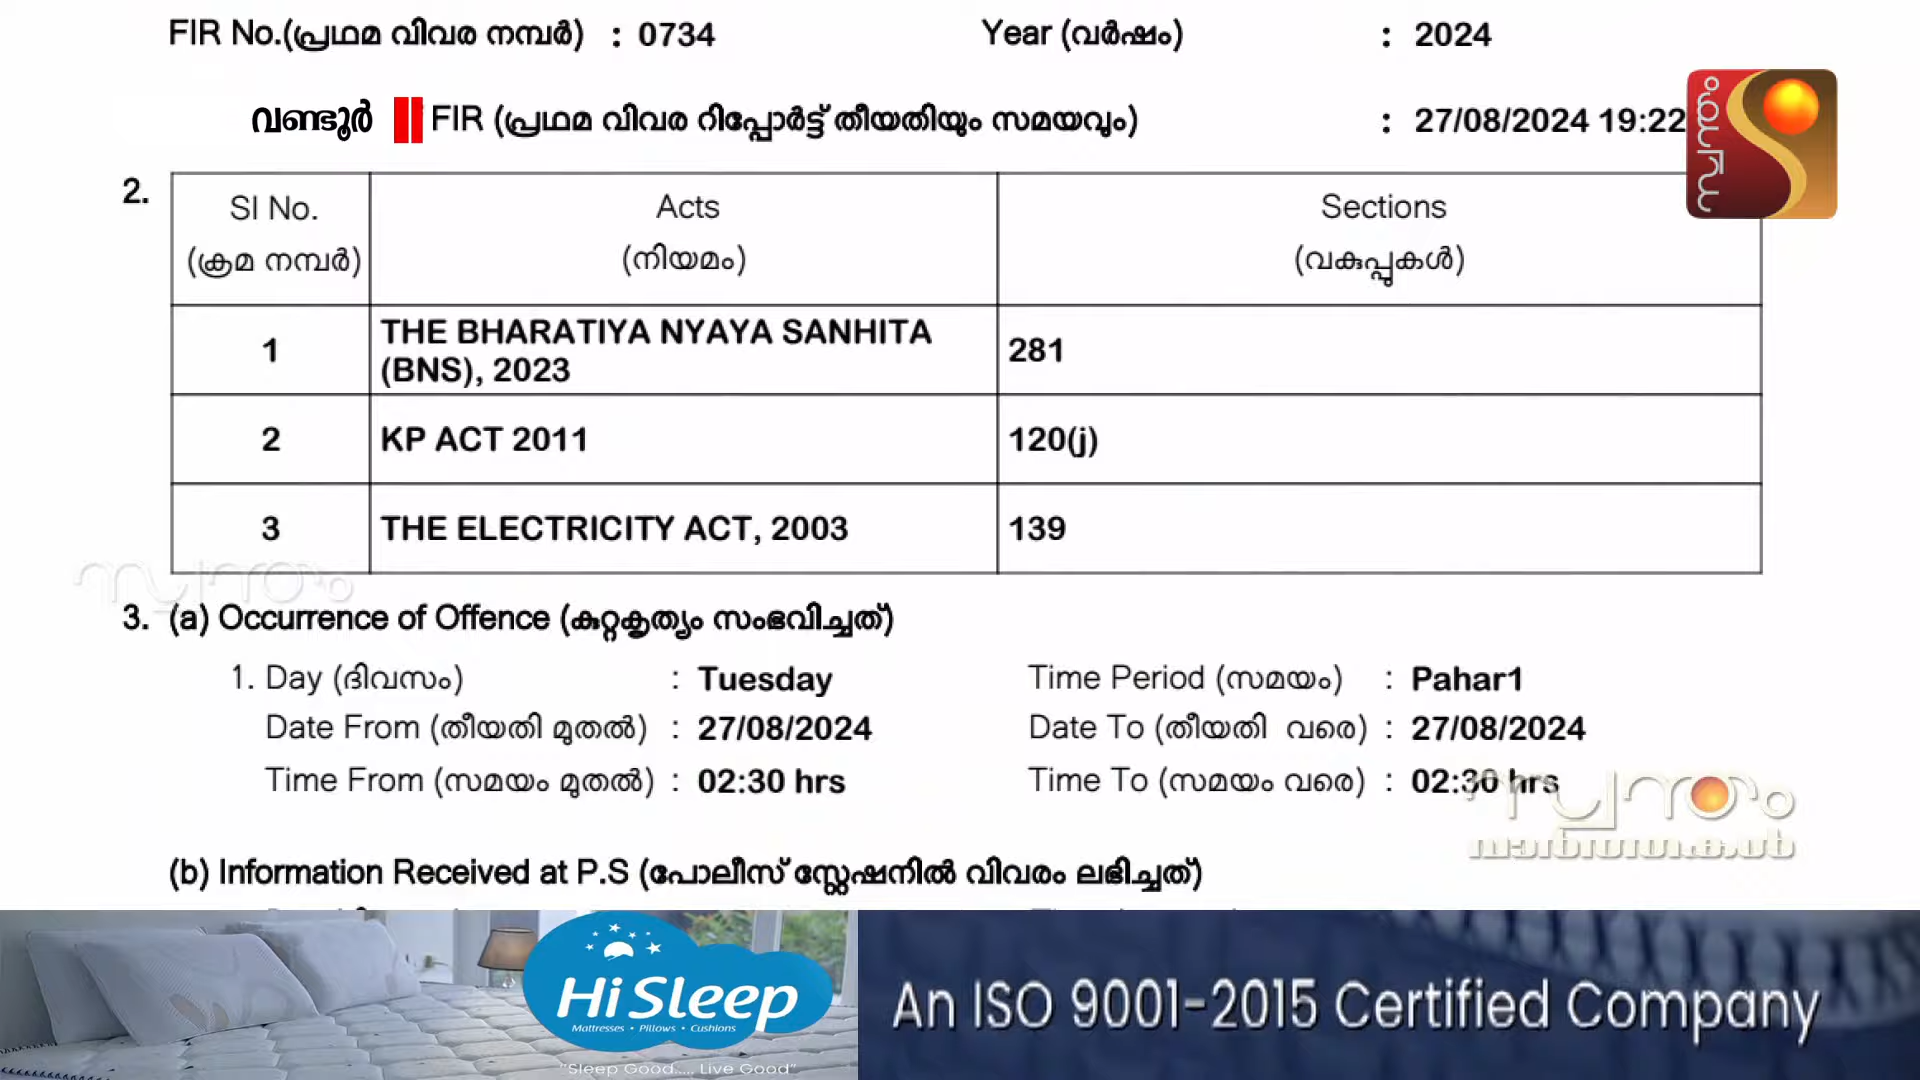 FIR No.(പ്രഥമ വിവര നമ്പർ) : 0734 Year (വർഷം) : 2024
വണ്ടൂർ FIR (പ്രഥമ വിവര റിപ്പോർട്ട് തീയതിയും സമയവും) : 27/08/2024 19:22
2. Sl No. Acts Sections
(ക്രമ നമ്പർ) (നിയമം) (വകുപ്പുകൾ)
1 THE BHARATIYA NYAYA SANHITA (BNS), 2023 281
2 KP ACT 2011 120(j)
3 THE ELECTRICITY ACT, 2003 139
3. (a) Occurrence of Offence (കുറ്റകൃത്യം സംഭവിച്ചത്)
1. Day (ദിവസം) : Tuesday Time Period (സമയം) : Pahar1
Date From (തീയതി മുതൽ) : 27/08/2024 Date To (തീയതി വരെ) : 27/08/2024
Time From (സമയം മുതൽ) : 02:30 hrs Time To (സമയം വരെ) : 02:30 hrs
വാർത്തകൾ
(b) Information Received at P.S (പോലീസ് സ്റ്റേഷനിൽ വിവരം ലഭിച്ചത്)
Hi Sleep
Mattresses • Pillows • Cushions
"Sleep Good..... Live Good"
An ISO 9001-2015 Certified Company